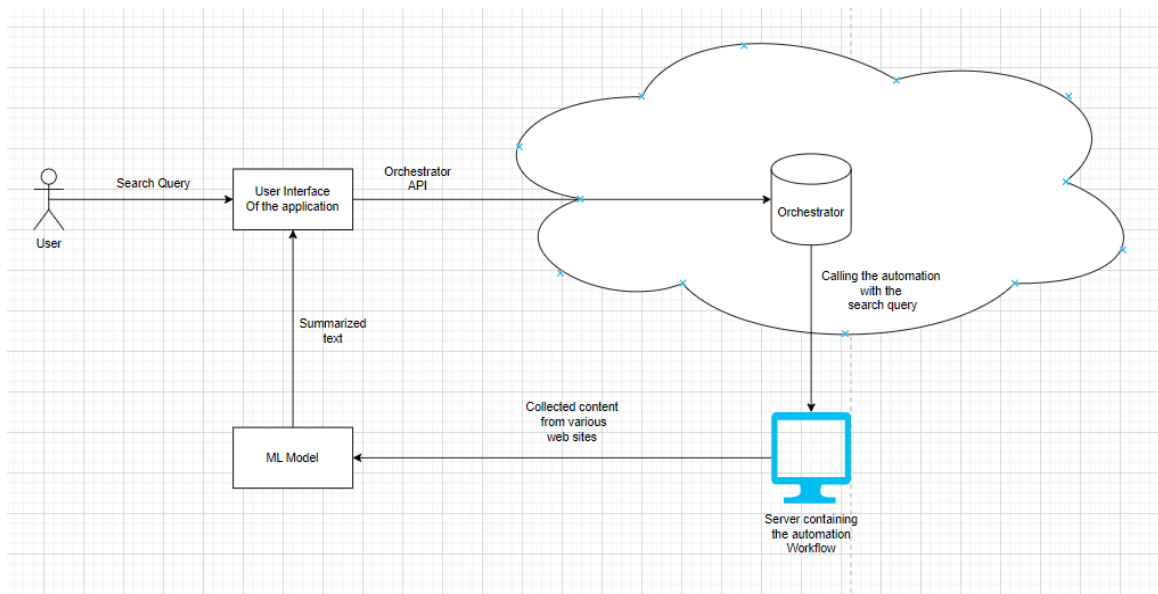 Search Query
User
User Interface
Of the application
Orchestrator
API
Orchestrator
Calling the automation
with the
search query
Summarized
text
Collected content
from various
web sites
ML Model
Server containing
the automation
Workflow